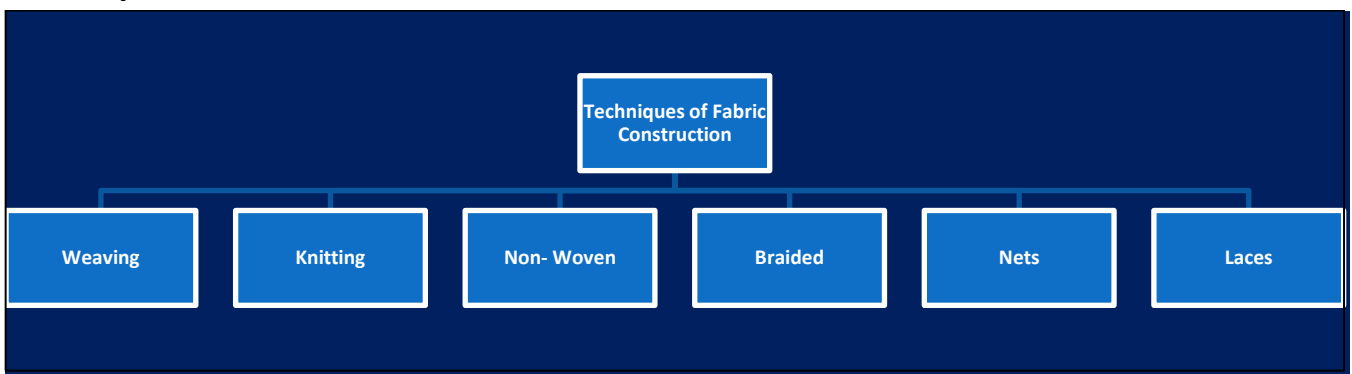 Techniques of Fabric
Construction
Weaving
Knitting
Non- Woven
Braided
Nets
Laces